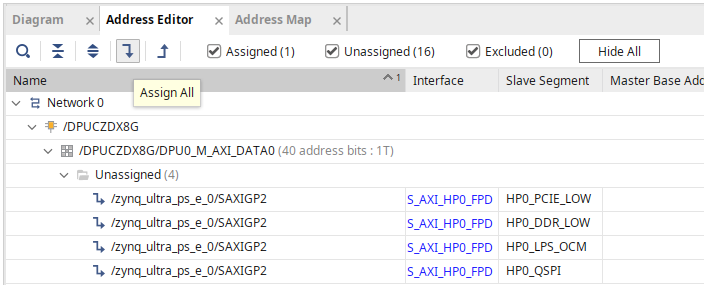 Diagram × Address Editor × Address Map ×
Assigned (1) Unassigned (16) Excluded (0) Hide All
Name 1 Interface Slave Segment Master Base Add
Assign All
Network 0
/DPUCZDX8G
/DPUCZDX8G/DPU0_M_AXI_DATA0 (40 address bits : 1T)
Unassigned (4)
/zynq_ultra_ps_e_0/SAXIGP2 S_AXI_HP0_FPD HP0_PCIE_LOW
/zynq_ultra_ps_e_0/SAXIGP2 S_AXI_HP0_FPD HP0_DDR_LOW
/zynq_ultra_ps_e_0/SAXIGP2 S_AXI_HP0_FPD HP0_LPS_OCM
/zynq_ultra_ps_e_0/SAXIGP2 S_AXI_HP0_FPD HP0_QSPI